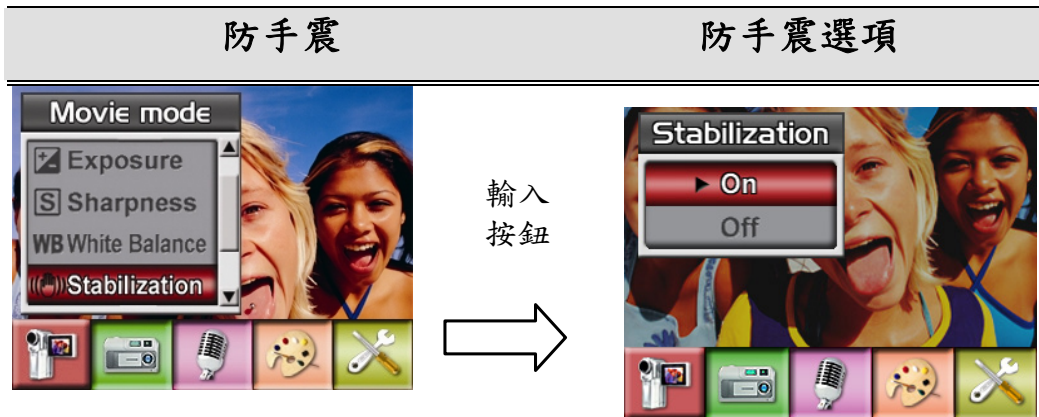 防手震
防手震選項
Movie mode
Exposure
S Sharpness
WB White Balance
Stabilization
輸入
按鈕
Stabilization
On
Off